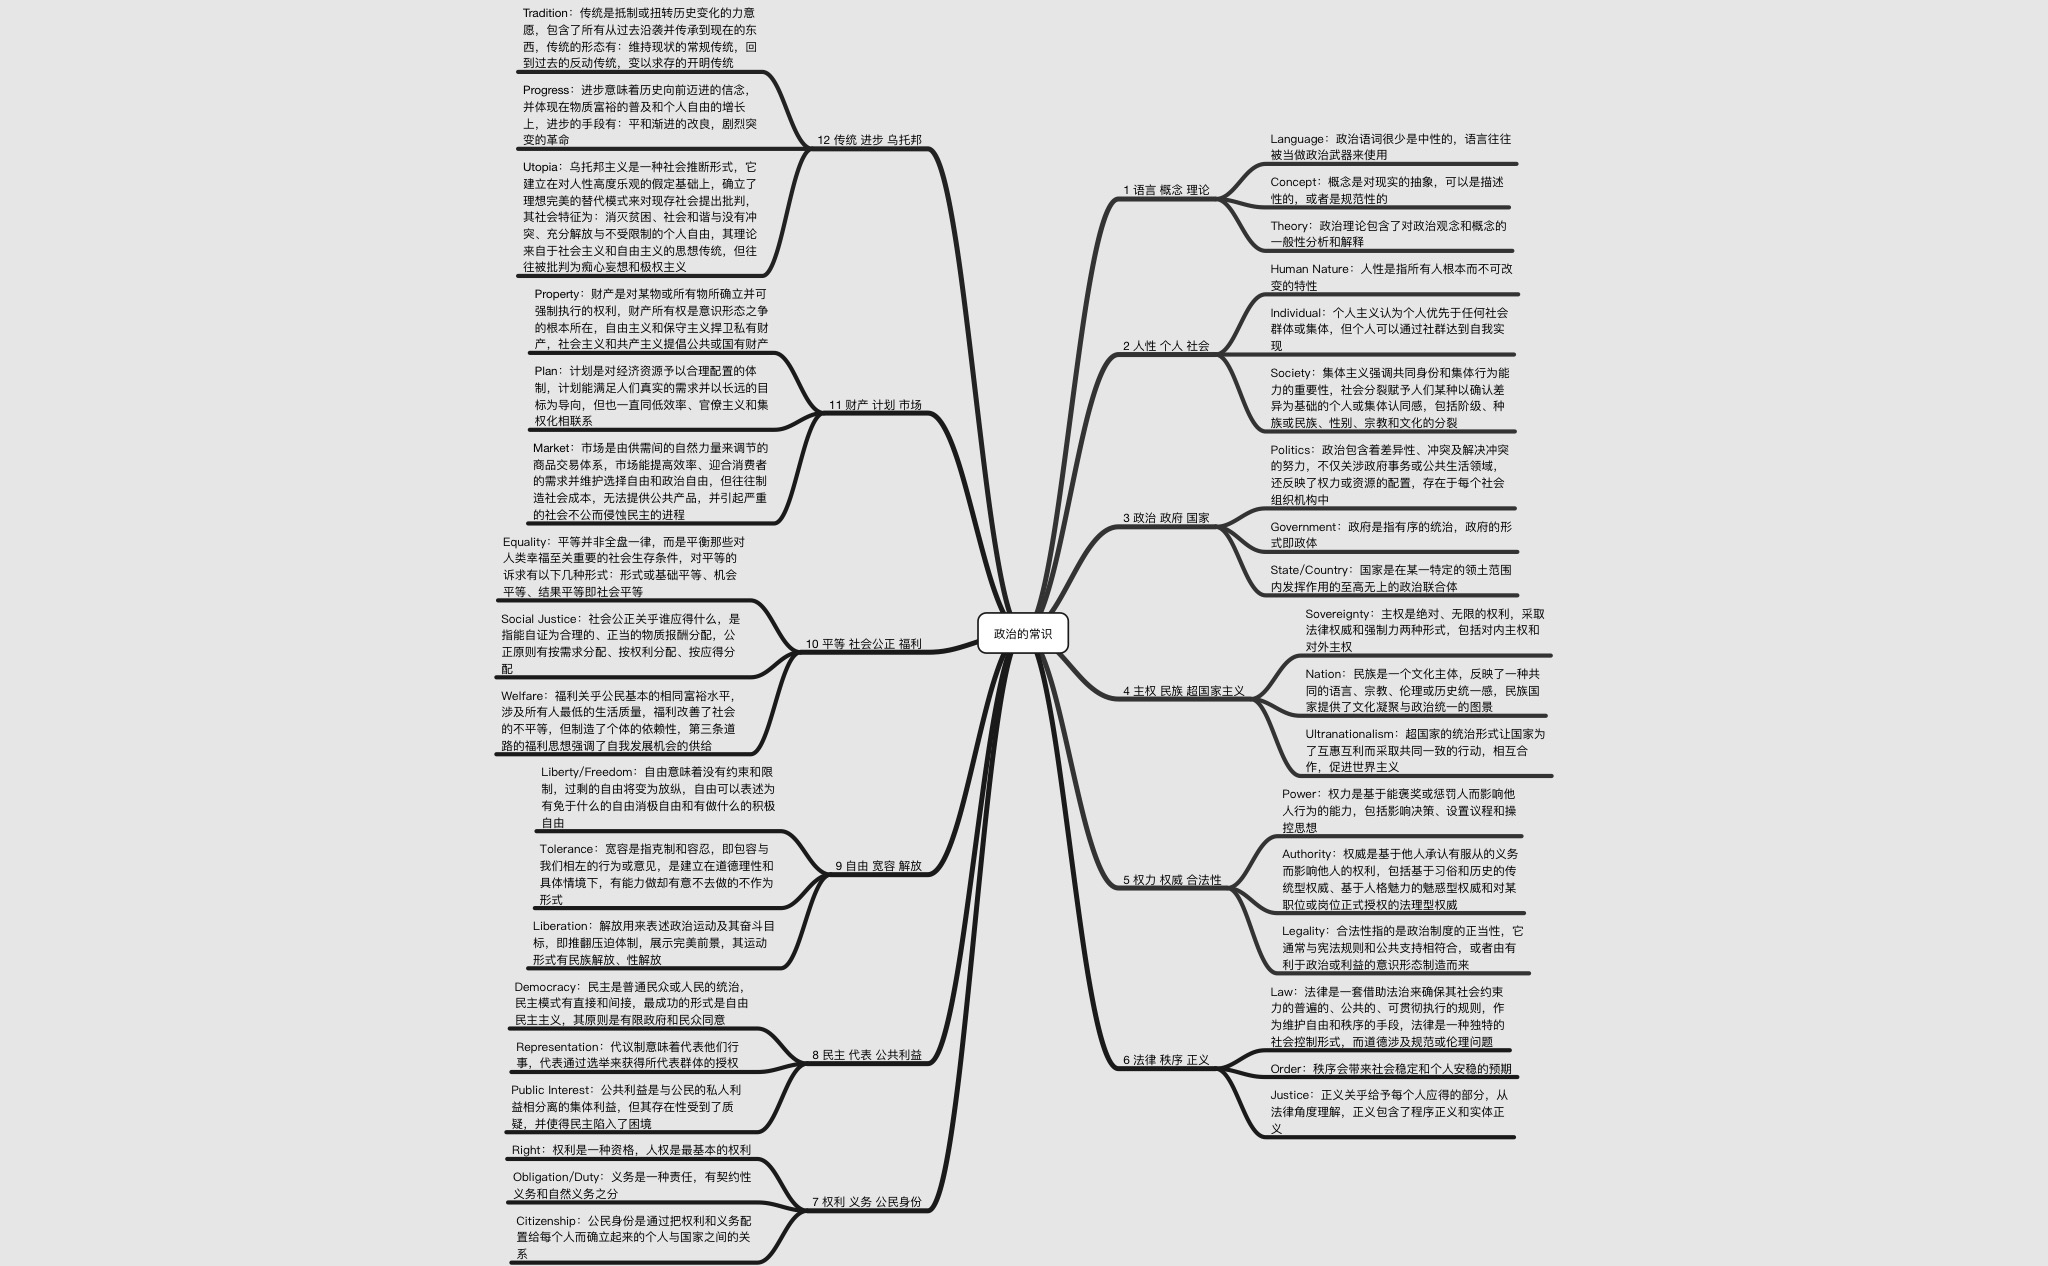 政治的常识
1 语言 概念 理论
Language：政治语词很少是中性的，语言往往
被当做政治武器来使用
Concept：概念是对现实的抽象，可以是描述
性的，或者是规范性的
Theory：政治理论包含了对政治观念和概念的
一般性分析和解释
2 人性 个人 社会
Human Nature：人性是指所有人根本而不可改
变的特性
Individual：个人主义认为个人优先于任何社会
群体或集体，但个人可以通过社群达到自我实
现
Society：集体主义强调共同身份和集体行为能
力的重要性，社会分裂赋予人们某种以确认差
异为基础的个人或集体认同感，包括阶级、种
族或民族、性别、宗教和文化的分裂
3 政治 政府 国家
Politics：政治包含着差异性、冲突及解决冲突
的努力，不仅关涉政府事务或公共生活领域，
还反映了权力或资源的配置，存在于每个社会
组织机构中
Government：政府是指有序的统治，政府的形
式即政体
State/Country：国家是在某一特定的领土范围
内发挥作用的至高无上的政治联合体
4 主权 民族 超国家主义
Sovereignty：主权是绝对、无限的权利，采取
法律权威和强制力两种形式，包括对内主权和
对外主权
Nation：民族是一个文化主体，反映了一种共
同的语言、宗教、伦理或历史统一感，民族国
家提供了文化凝聚与政治统一的图景
Ultranationalism：超国家的统治形式让国家为
了互惠互利而采取共同一致的行动，相互合
作，促进世界主义
5 权力 权威 合法性
Power：权力是基于能褒奖或惩罚人而影响他
人行为的能力，包括影响决策、设置议程和操
控思想
Authority：权威是基于他人承认有服从的义务
而影响他人的权利，包括基于习俗和历史的传
统型权威、基于人格魅力的魅惑型权威和对某
职位或岗位正式授权的法理型权威
Legality：合法性指的是政治制度的正当性，它
通常与宪法规则和公共支持相符合，或者由有
利于政治或利益的意识形态制造而来
6 法律 秩序 正义
Law：法律是一套借助法治来确保其社会约束
力的普遍的、公共的、可贯彻执行的规则，作
为维护自由和秩序的手段，法律是一种独特的
社会控制形式，而道德涉及规范或伦理问题
Order：秩序会带来社会稳定和个人安稳的预期
Justice：正义关乎给予每个人应得的部分，从
法律角度理解，正义包含了程序正义和实体正
义
7 权利 义务 公民身份
Right：权利是一种资格，人权是最基本的权利
Obligation/Duty：义务是一种责任，有契约性
义务和自然义务之分
Citizenship：公民身份是通过把权利和义务配
置给每个人而确立起来的个人与国家之间的关
系
8 民主 代表 公共利益
Democracy：民主是普通民众或人民的统治，
民主模式有直接和间接，最成功的形式是自由
民主主义，其原则是有限政府和民众同意
Representation：代议制意味着代表他们行
事，代表通过选举来获得所代表群体的授权
Public Interest：公共利益是与公民的私人利
益相分离的集体利益，但其存在性受到了质
疑，并使得民主陷入了困境
9 自由 宽容 解放
Liberty/Freedom：自由意味着没有约束和限
制，过剩的自由将变为放纵，自由可以表述为
有免于什么的自由消极自由和有做什么的积极
自由
Tolerance：宽容是指克制和容忍，即包容与
我们相左的行为或意见，是建立在道德理性和
具体情境下，有能力做却有意不去做的不作为
形式
Liberation：解放用来表述政治运动及其奋斗目
标，即推翻压迫体制，展示完美前景，其运动
形式有民族解放、性解放
10 平等 社会公正 福利
Equality：平等并非全盘一律，而是平衡那些对
人类幸福至关重要的社会生存条件，对平等的
诉求有以下几种形式：形式或基础平等、机会
平等、结果平等即社会平等
Social Justice：社会公正关乎谁应得什么，是
指能自证为合理的、正当的物质报酬分配，公
正原则有按需求分配、按权利分配、按应得分
配
Welfare：福利关乎公民基本的相同富裕水平，
涉及所有人最低的生活质量，福利改善了社会
的不平等，但制造了个体的依赖性，第三条道
路的福利思想强调了自我发展机会的供给
11 财产 计划 市场
Property：财产是对某物或所有物所确立并可
强制执行的权利，财产所有权是意识形态之争
的根本所在，自由主义和保守主义捍卫私有财
产，社会主义和共产主义提倡公共或国有财产
Plan：计划是对经济资源予以合理配置的体
制，计划能满足人们真实的需求并以长远的目
标为导向，但也一直同低效率、官僚主义和集
权化相联系
Market：市场是由供需间的自然力量来调节的
商品交易体系，市场能提高效率、迎合消费者
的需求并维护选择自由和政治自由，但往往制
造社会成本，无法提供公共产品，并引起严重
的社会不公而侵蚀民主的进程
12 传统 进步 乌托邦
Tradition：传统是抵制或扭转历史变化的力意
愿，包含了所有从过去沿袭并传承到现在的东
西，传统的形态有：维持现状的常规传统，回
到过去的反动传统，变以求存的开明传统
Progress：进步意味着历史向前迈进的信念，
并体现在物质富裕的普及和个人自由的增长
上，进步的手段有：平和渐进的改良，剧烈突
变的革命
Utopia：乌托邦主义是一种社会推断形式，它
建立在对人性高度乐观的假定基础上，确立了
理想完美的替代模式来对现存社会提出批判，
其社会特征为：消灭贫困、社会和谐与没有冲
突、充分解放与不受限制的个人自由，其理论
来自于社会主义和自由主义的思想传统，但往
往被批判为痴心妄想和极权主义